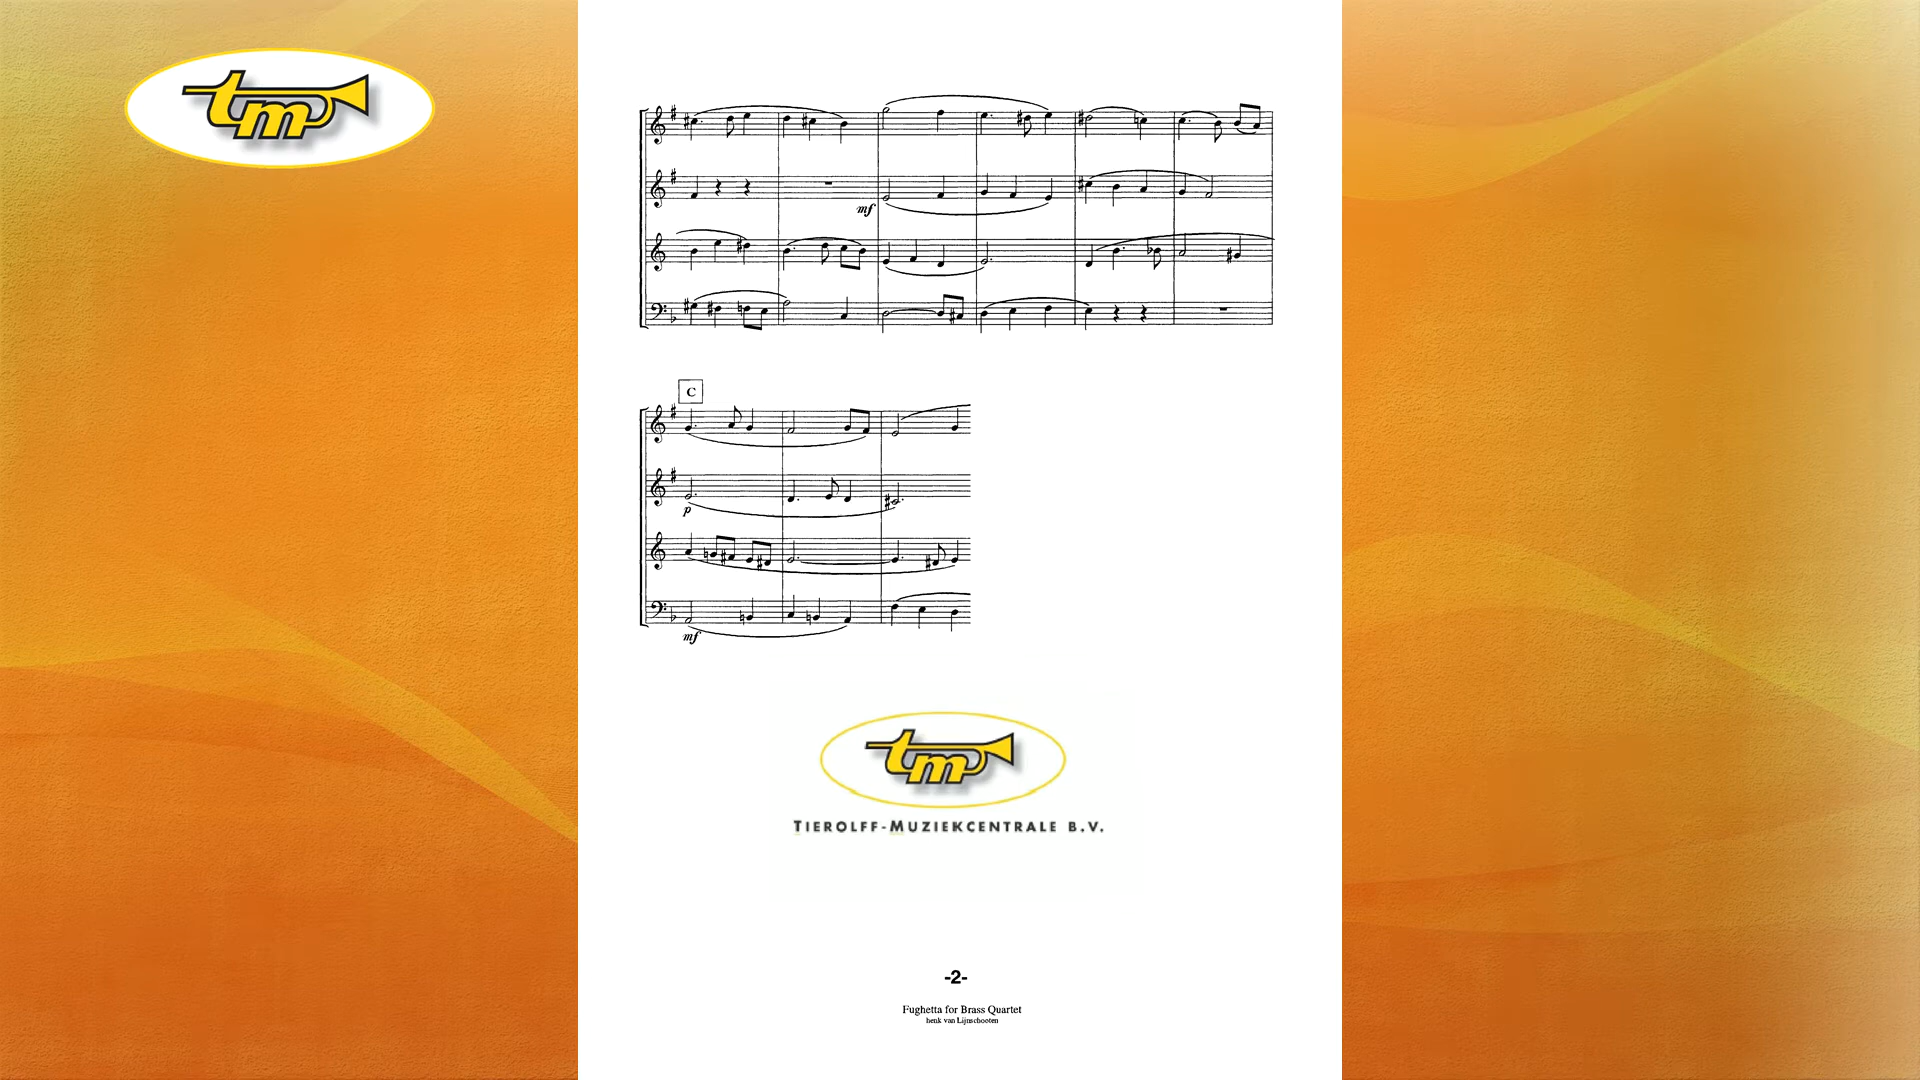 tm
mf
C
p
mf
tm
TIEROLFF-MUZIEKCENTRALE B.V.
-2-
Fughetta for Brass Quartet
henk van Lijnschooten